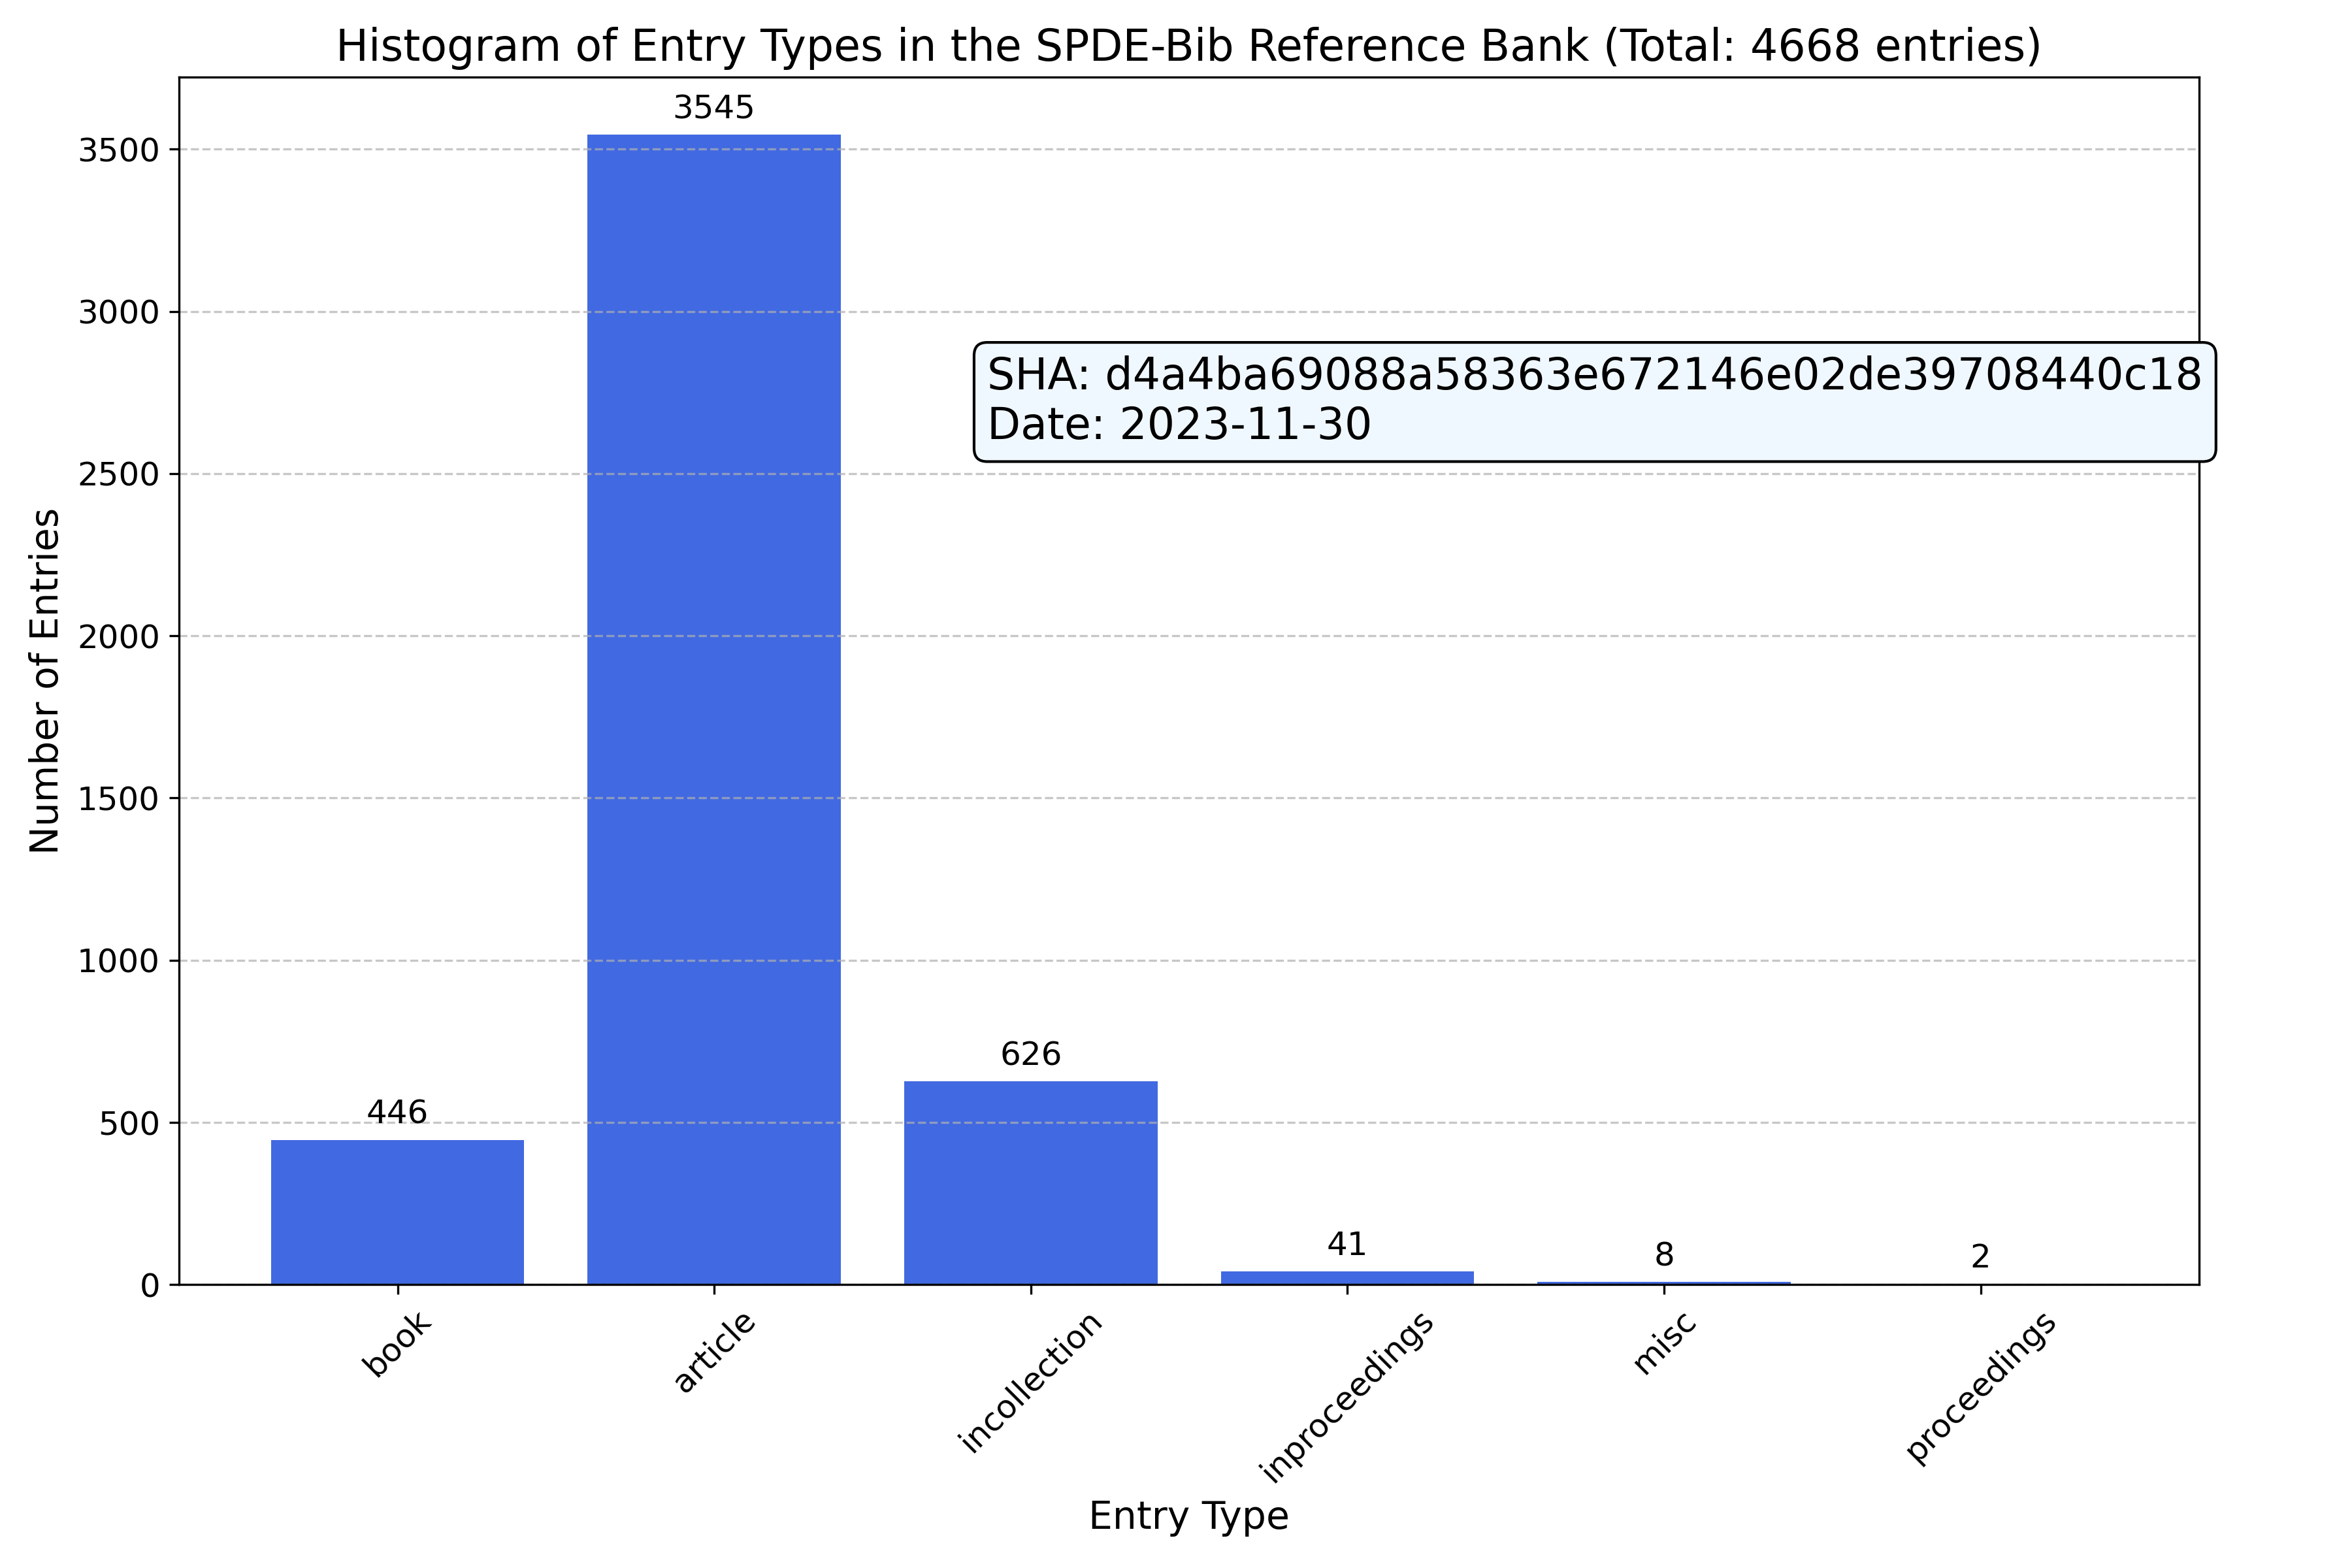 Histogram of Entry Types in the SPDE-Bib Reference Bank (Total: 4668 entries)
Number of Entries
3500
3000
2500
2000
1500
1000
500
0
446
3545
626
41
8
2
SHA: d4a4ba69088a58363e672146e02de39708440c18
Date: 2023-11-30
book
article
incollection
inproceedings
misc
proceedings
Entry Type